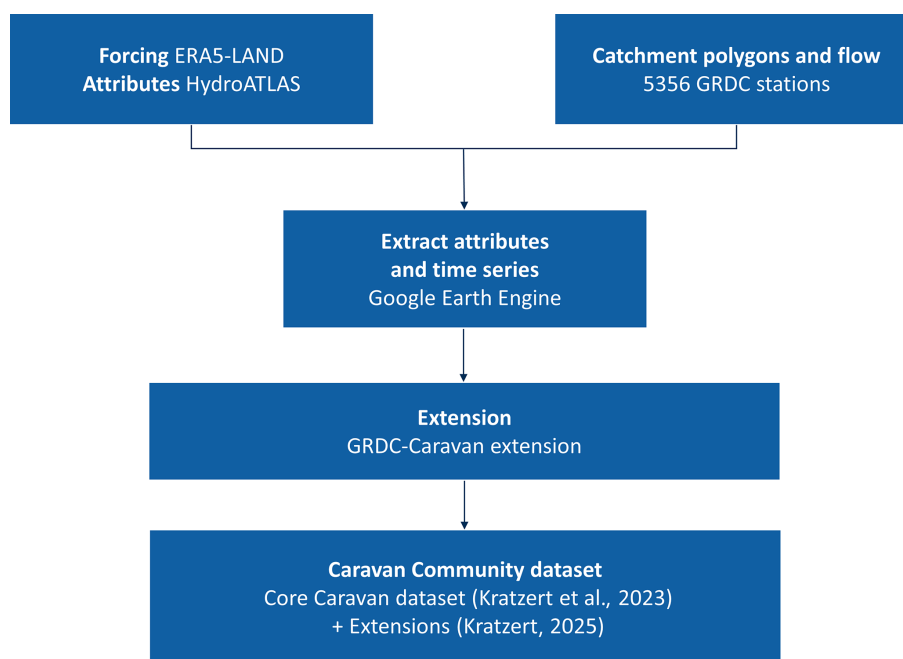 Forcing ERA5-LAND
Attributes HydroATLAS
Catchment polygons and flow
5356 GRDC stations
Extract attributes
and time series
Google Earth Engine
Extension
GRDC-Caravan extension
Caravan Community dataset
Core Caravan dataset (Kratzert et al., 2023)
+ Extensions (Kratzert, 2025)